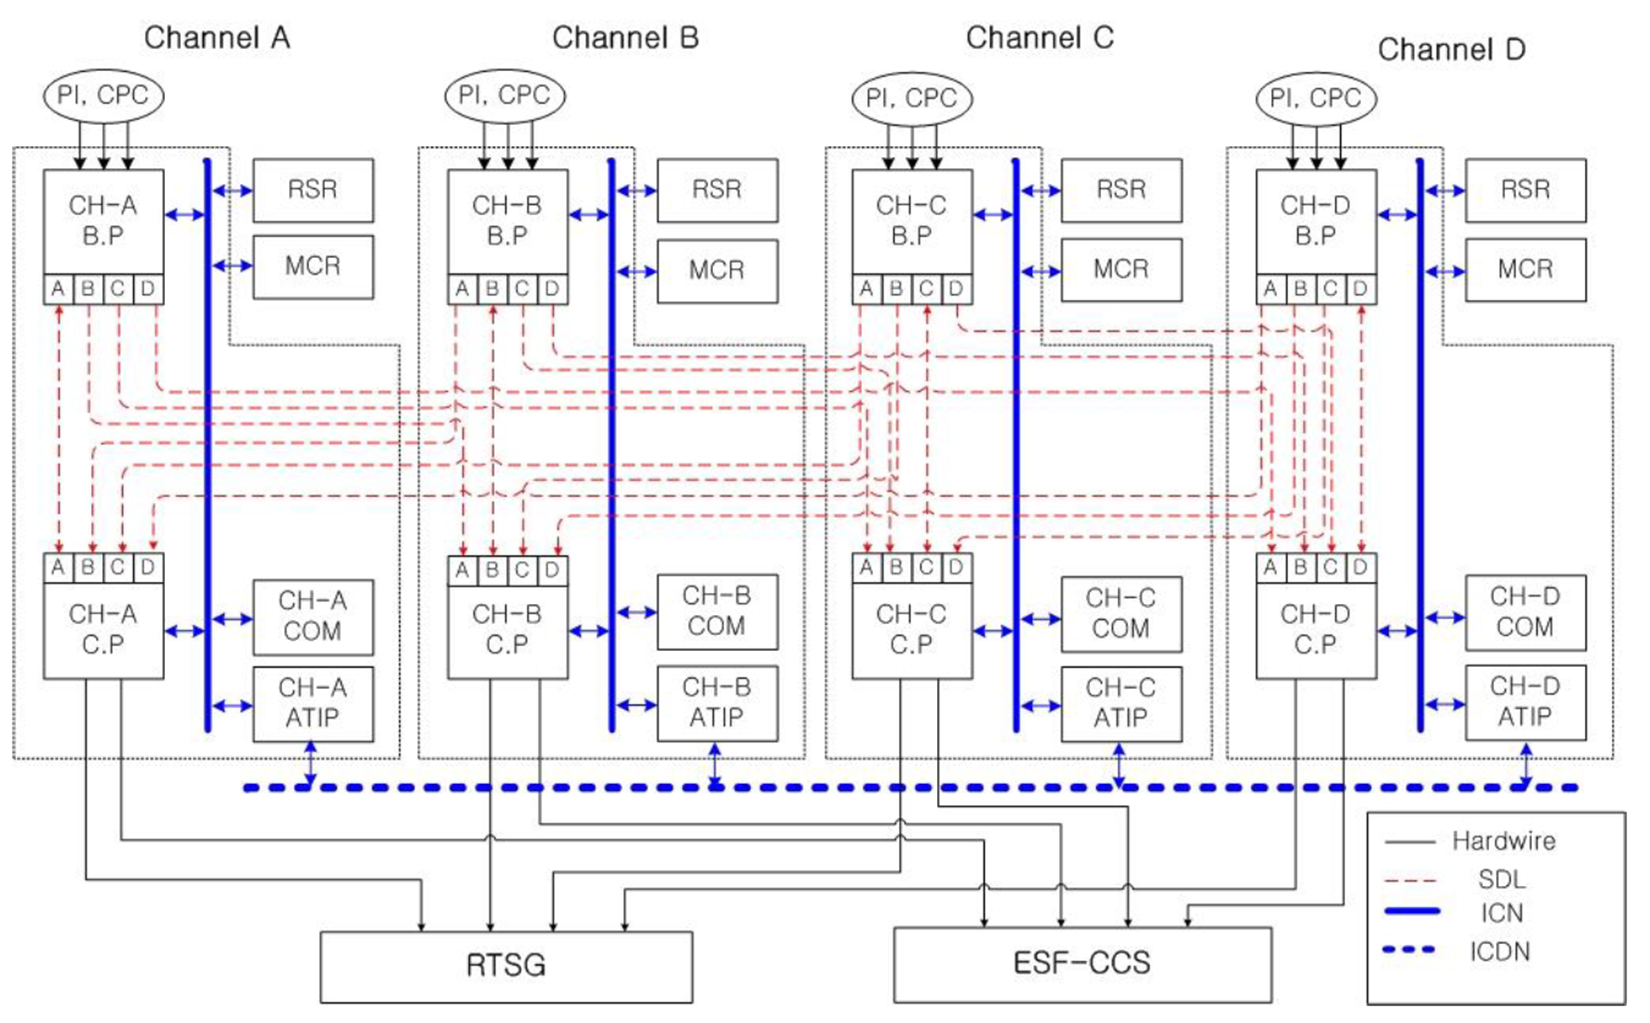 Channel A
Channel B
Channel C
Channel D
PI, CPC
PI, CPC
PI, CPC
PI, CPC
CH-A
B.P
A B C D
RSR
MCR
CH-B
B.P
A B C D
RSR
MCR
CH-C
B.P
A B C D
RSR
MCR
CH-D
B.P
A B C D
RSR
MCR
A B C D
CH-A
C.P
CH-A
COM
CH-A
ATIP
A B C D
CH-B
C.P
CH-B
COM
CH-B
ATIP
A B C D
CH-C
C.P
CH-C
COM
CH-C
ATIP
A B C D
CH-D
C.P
CH-D
COM
CH-D
ATIP
RTSG
ESF-CCS
Hardwire
SDL
ICN
ICDN